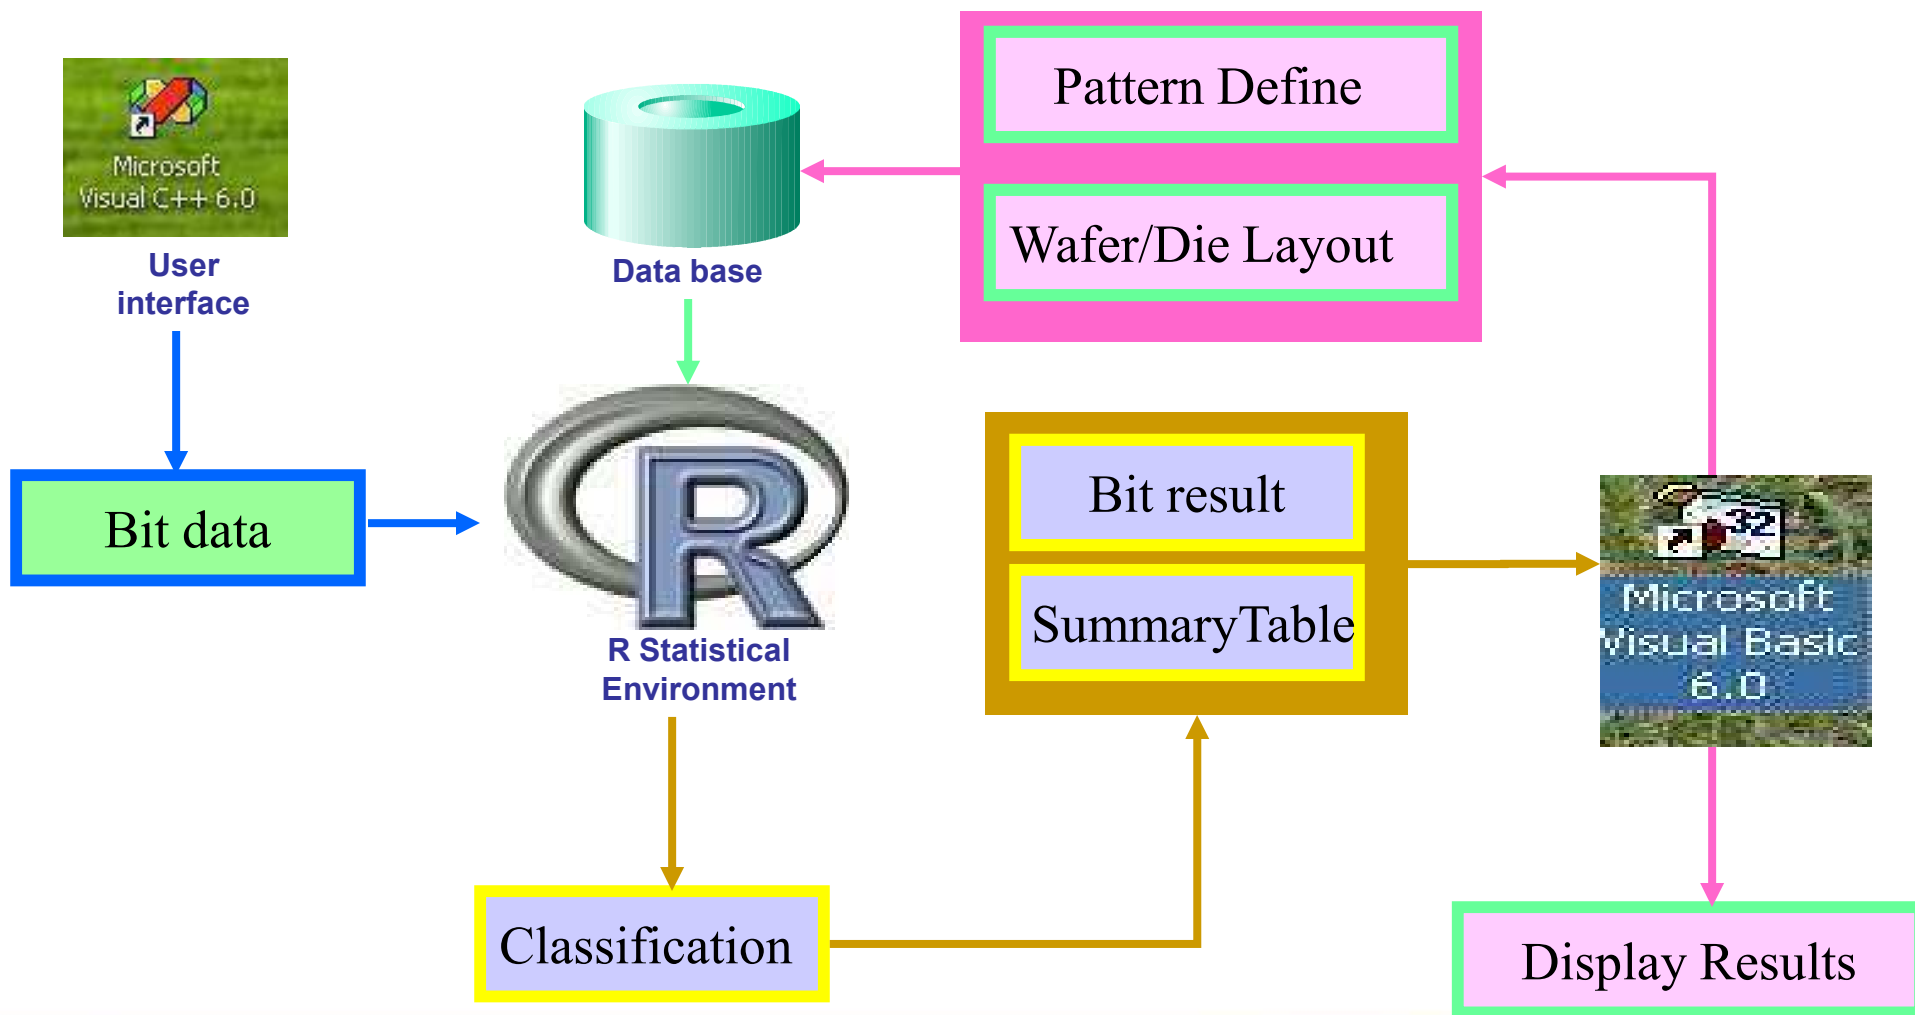 Microsoft
Visual C++ 6.0
User
interface
Bit data
Data base
R
R Statistical
Environment
Classification
Pattern Define
Wafer/Die Layout
Bit result
SummaryTable
32
Microsoft
Visual Basic
6.0
Display Results